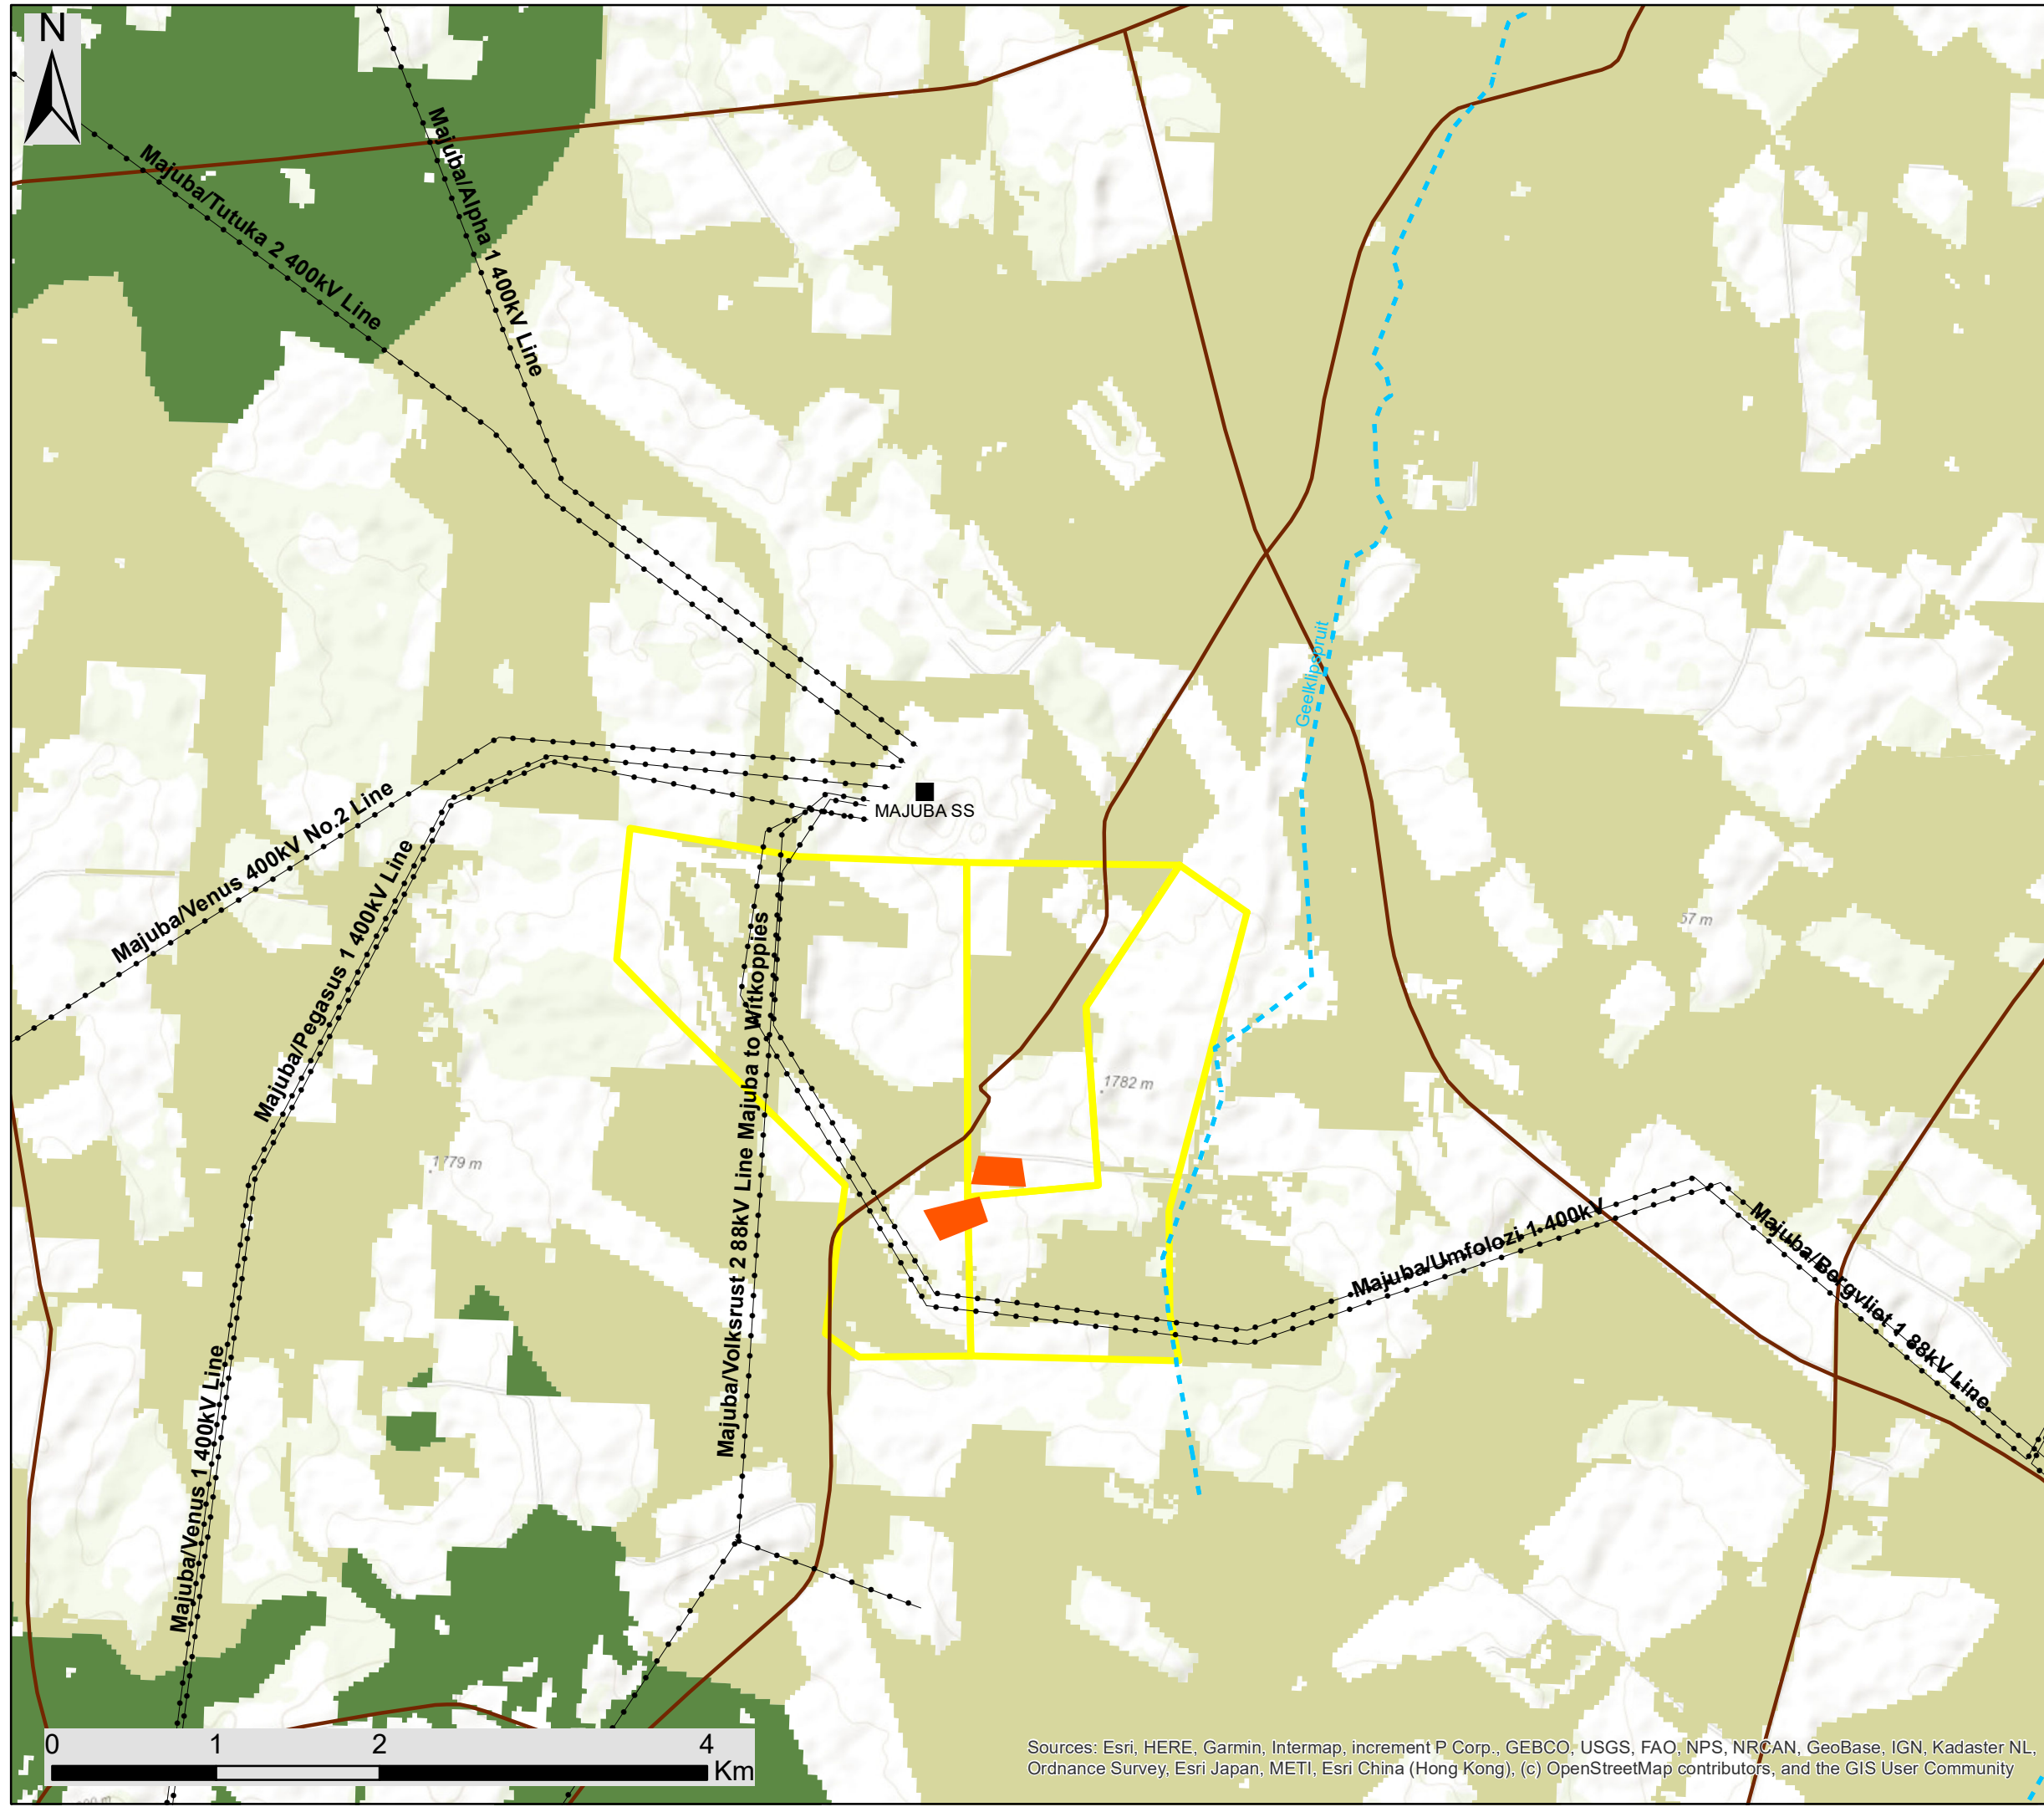 N
Majuba/Alpha 1 400kV Line
Majuba/Tutuka 2 400kV Line
Geelklipspruit
Majuba/Venus 400kV No.2 Line
MAJUBA SS
Majuba/Pegasus 1 400kV Line
57 m
1782 m
1779 m
Majuba/Volksrust 2 88kV Line Majuba to Witkoppies
Majuba/Umfolozi 1 400kV
Majuba/Bergvliet 1 88kV Line
Majuba/Venus 1 400kV Line
0 1 2 4
Km
Sources: Esri, HERE, Garmin, Intermap, increment P Corp., GEBCO, USGS, FAO, NPS, NRCAN, GeoBase, IGN, Kadaster NL,
Ordnance Survey, Esri Japan, METI, Esri China (Hong Kong), (c) OpenStreetMap contributors, and the GIS User Community